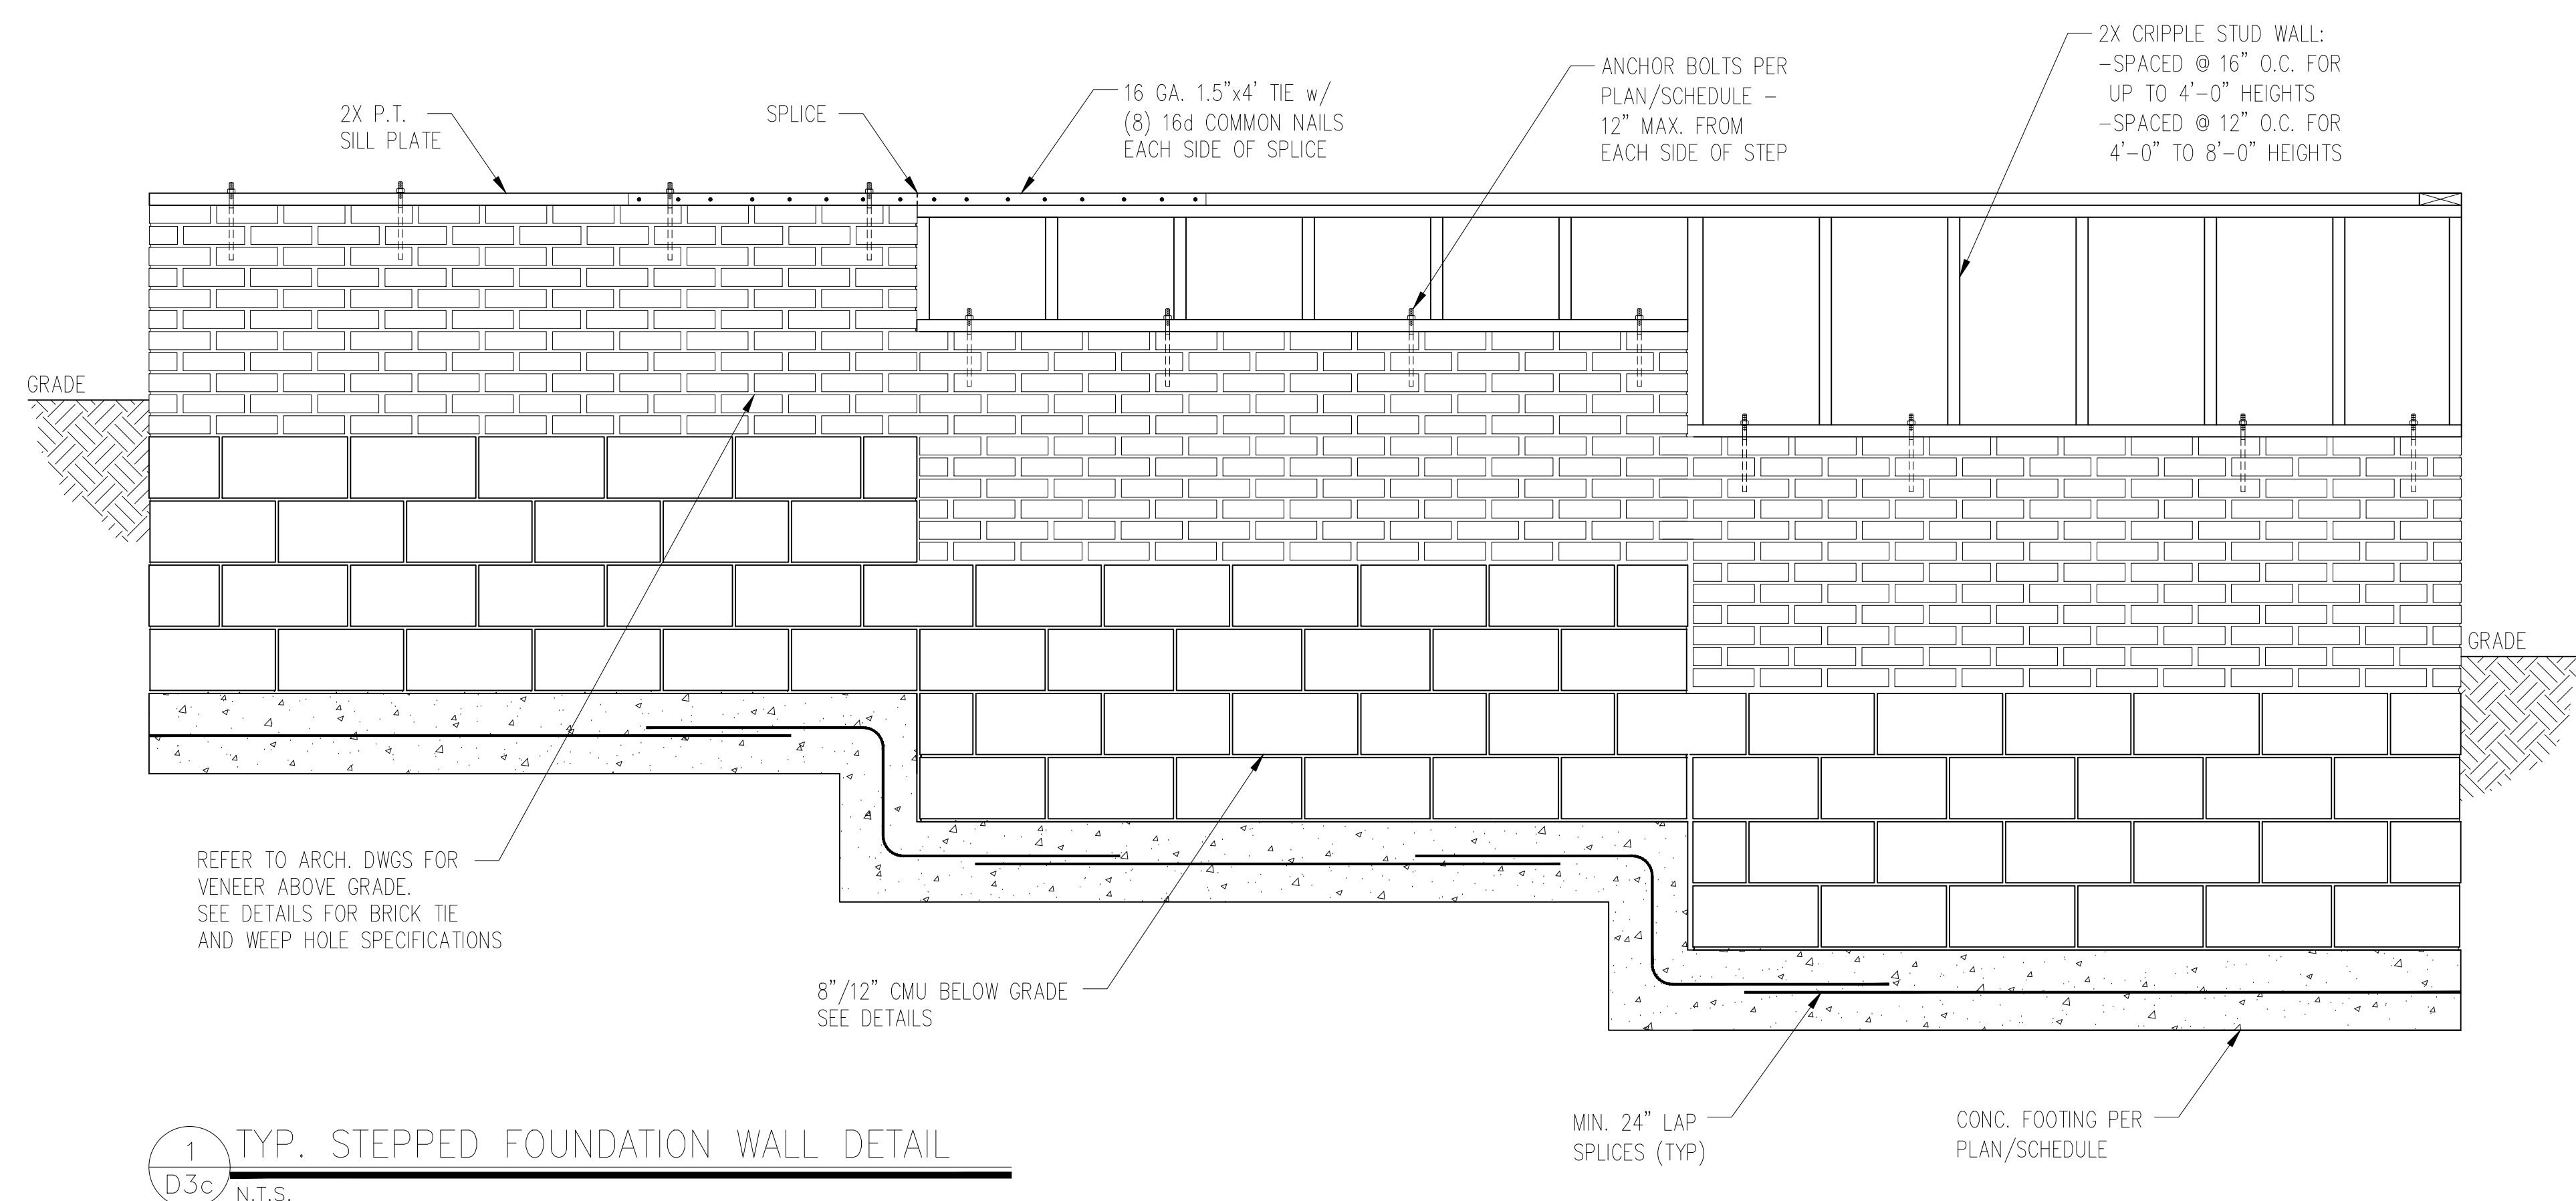 2X P.T.
SILL PLATE
SPLICE
16 GA. 1.5"x4' TIE w/
(8) 16d COMMON NAILS
EACH SIDE OF SPLICE
ANCHOR BOLTS PER
PLAN/SCHEDULE –
12" MAX. FROM
EACH SIDE OF STEP
2X CRIPPLE STUD WALL:
–SPACED @ 16" O.C. FOR
UP TO 4'–0" HEIGHTS
–SPACED @ 12" O.C. FOR
4'–0" TO 8'–0" HEIGHTS
GRADE
GRADE
REFER TO ARCH. DWGS FOR
VENEER ABOVE GRADE.
SEE DETAILS FOR BRICK TIE
AND WEEP HOLE SPECIFICATIONS
8"/12" CMU BELOW GRADE
SEE DETAILS
MIN. 24" LAP
SPLICES (TYP)
CONC. FOOTING PER
PLAN/SCHEDULE
1
D3c
TYP. STEPPED FOUNDATION WALL DETAIL
N.T.S.